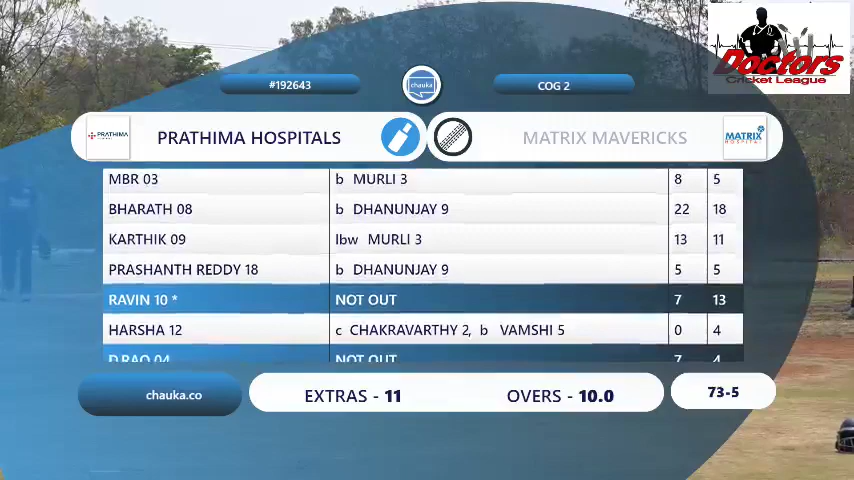 Doctors
Cricket League
#192643
chauka
COG 2
PRATHIMA
PRATHIMA HOSPITALS
MATRIX MAVERICKS
MATRIX
HOSPITAL
MBR 03 b MURLI 3 8 5
BHARATH 08 b DHANUNJAY 9 22 18
KARTHIK 09 lbw MURLI 3 13 11
PRASHANTH REDDY 18 b DHANUNJAY 9 5 5
RAVIN 10 * NOT OUT 7 13
HARSHA 12 c CHAKRAVARTHY 2, b VAMSHI 5 0 4
D.RAO 04 NOT OUT 7 4
chauka.co
EXTRAS - 11
OVERS - 10.0
73-5